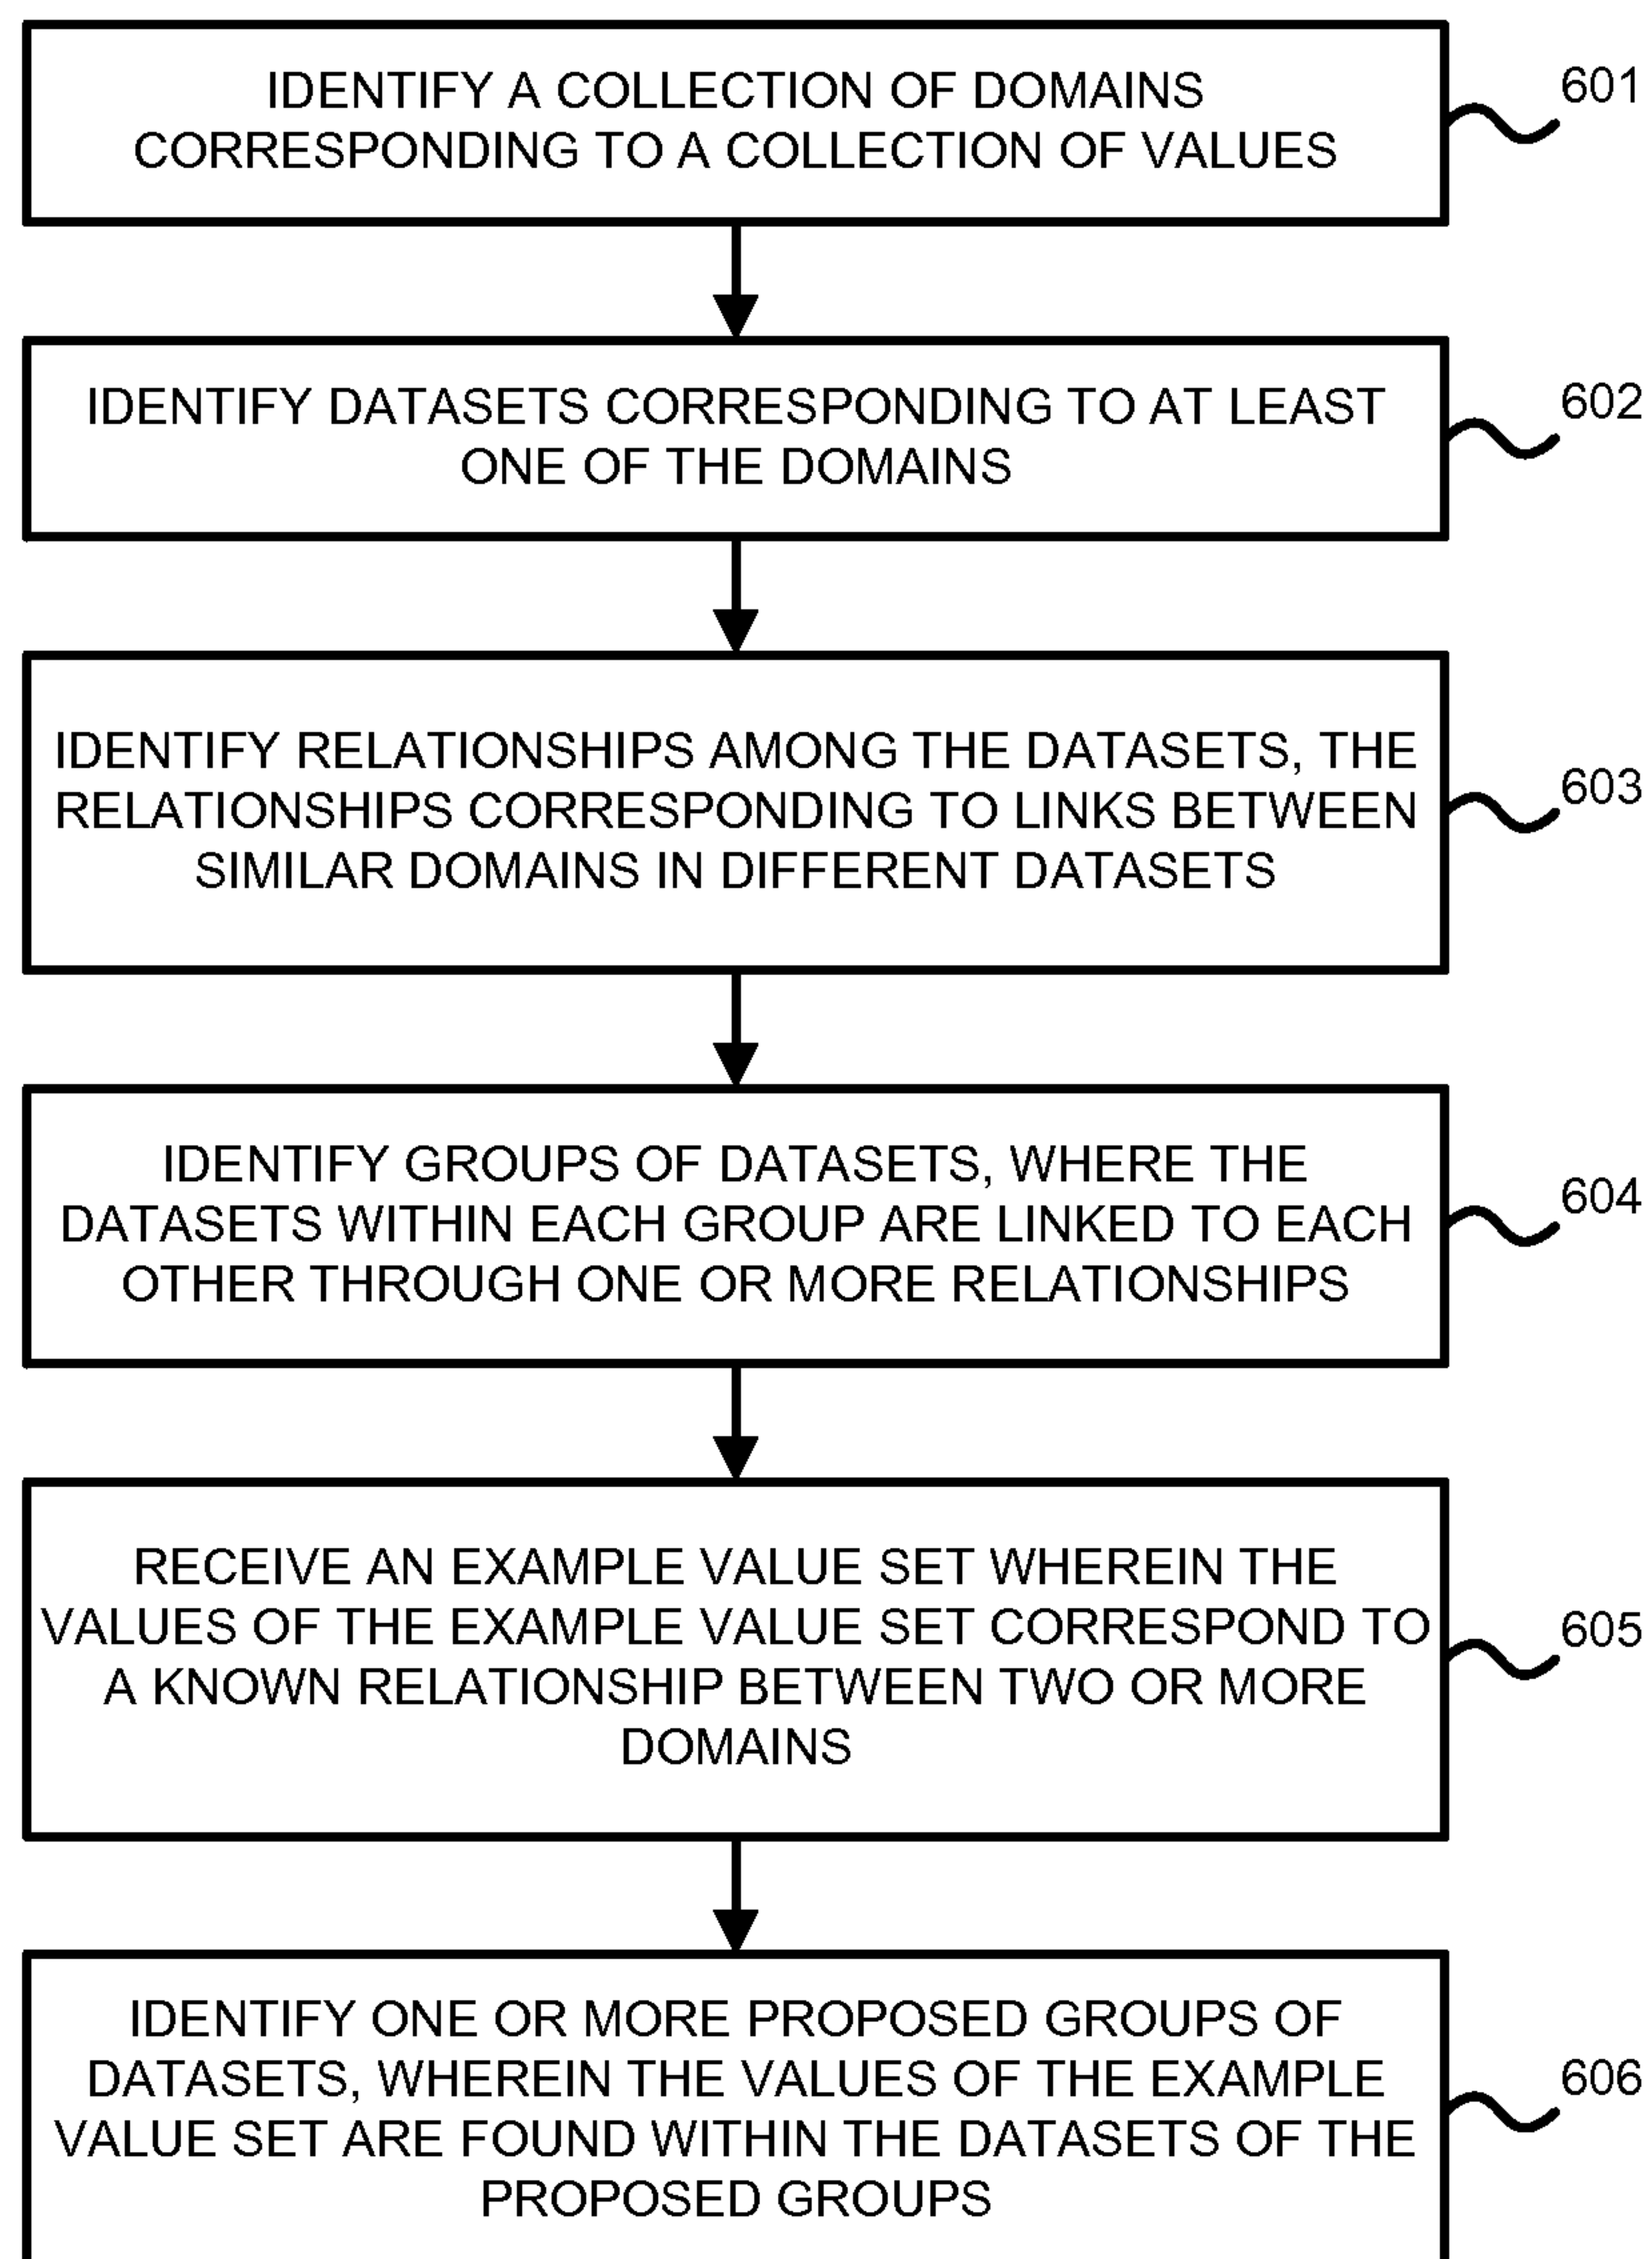 IDENTIFY A COLLECTION OF DOMAINS
CORRESPONDING TO A COLLECTION OF VALUES
601
IDENTIFY DATASETS CORRESPONDING TO AT LEAST
ONE OF THE DOMAINS
602
IDENTIFY RELATIONSHIPS AMONG THE DATASETS, THE
RELATIONSHIPS CORRESPONDING TO LINKS BETWEEN
SIMILAR DOMAINS IN DIFFERENT DATASETS
603
IDENTIFY GROUPS OF DATASETS, WHERE THE
DATASETS WITHIN EACH GROUP ARE LINKED TO EACH
OTHER THROUGH ONE OR MORE RELATIONSHIPS
604
RECEIVE AN EXAMPLE VALUE SET WHEREIN THE
VALUES OF THE EXAMPLE VALUE SET CORRESPOND TO
A KNOWN RELATIONSHIP BETWEEN TWO OR MORE
DOMAINS
605
IDENTIFY ONE OR MORE PROPOSED GROUPS OF
DATASETS, WHEREIN THE VALUES OF THE EXAMPLE
VALUE SET ARE FOUND WITHIN THE DATASETS OF THE
PROPOSED GROUPS
606